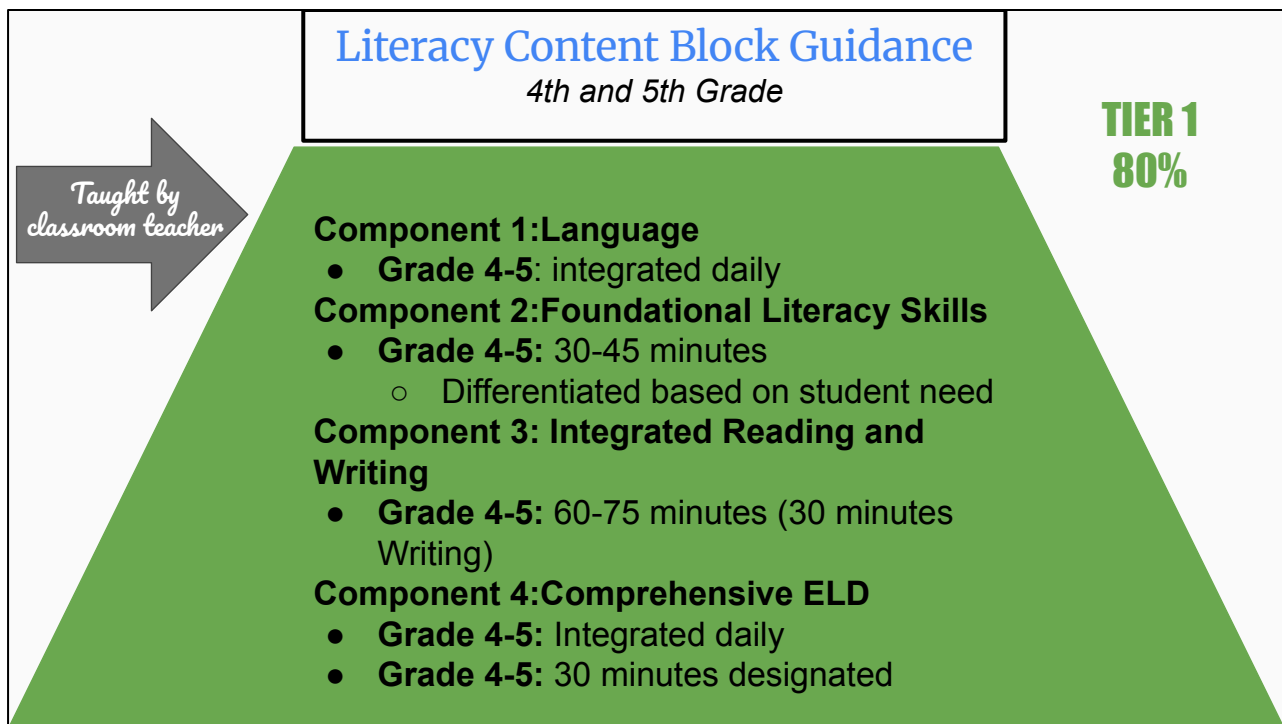 Literacy Content Block Guidance
4th and 5th Grade
TIER 1
80%
Taught by
classroom teacher
Component 1:Language
● Grade 4-5: integrated daily
Component 2:Foundational Literacy Skills
● Grade 4-5: 30-45 minutes
○ Differentiated based on student need
Component 3: Integrated Reading and
Writing
● Grade 4-5: 60-75 minutes (30 minutes
Writing)
Component 4:Comprehensive ELD
● Grade 4-5: Integrated daily
● Grade 4-5: 30 minutes designated